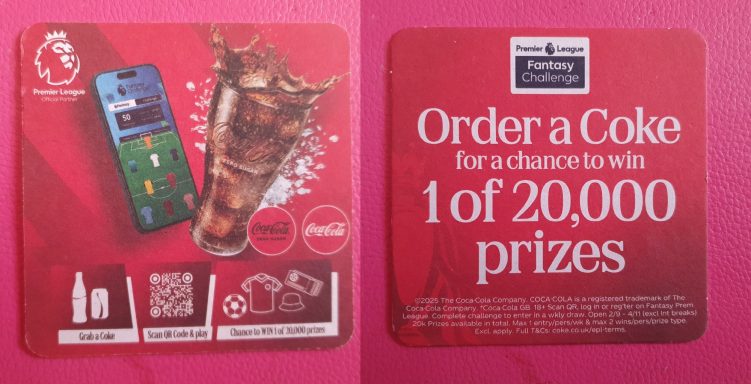 Premier League
Official Partner
50
ZERO SUGAR
Coca-Cola
ZERO SUGAR
Coca-Cola
Grab a Coke
Scan QR Code & play
Chance to WIN 1 of 20,000 prizes
Premier League
Fantasy
Challenge
Order a Coke
for a chance to win
1 of 20,000
prizes
©2025 The Coca-Cola Company. COCA-COLA is a registered trademark of The
Coca-Cola Company. *Coca Cola GB. 18+ Scan QR, log in or reg'ter on Fantasy Prem
League. Complete challenge to enter in a wkly draw. Open 2/9 – 4/11 (excl Int breaks)
20k Prizes available in total. Max 1 entry/pers/wk & max 2 wins/pers/prize type.
Excl. apply. Full T&Cs: coke.co.uk/epl-terms.